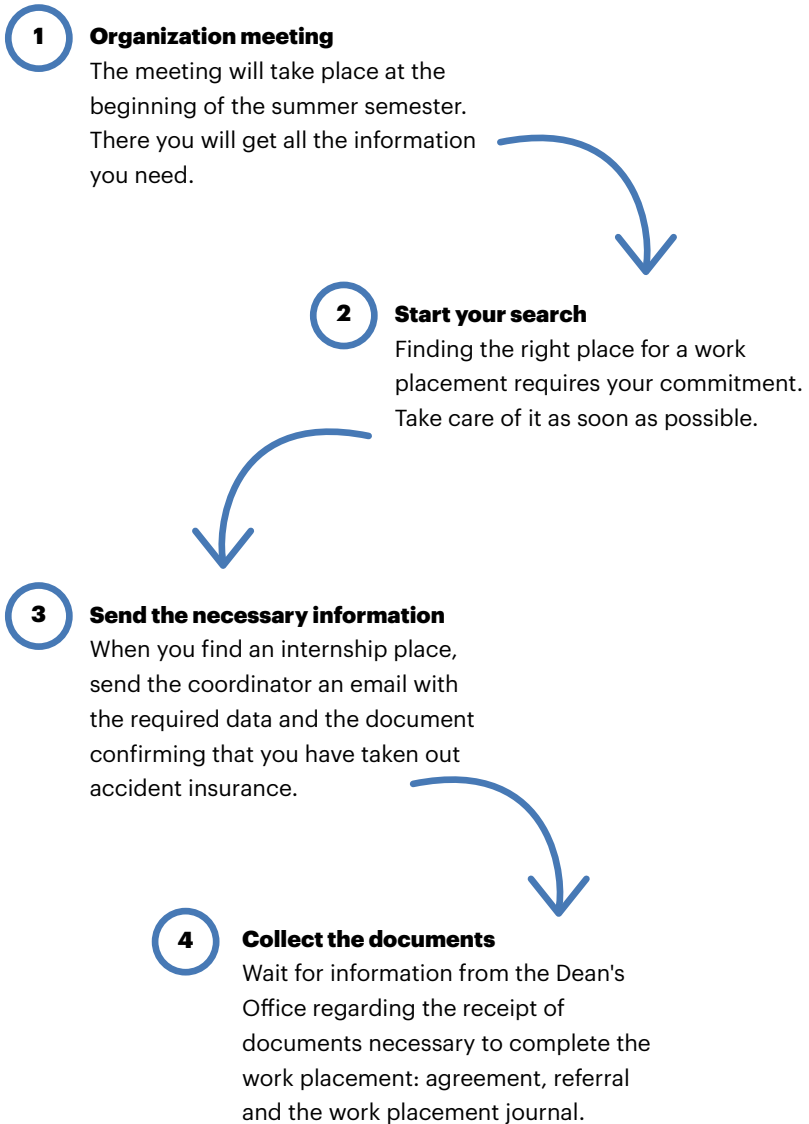 1
Organization meeting
The meeting will take place at the
beginning of the summer semester.
There you will get all the information
you need.
2
Start your search
Finding the right place for a work
placement requires your commitment.
Take care of it as soon as possible.
3
Send the necessary information
When you find an internship place,
send the coordinator an email with
the required data and the document
confirming that you have taken out
accident insurance.
4
Collect the documents
Wait for information from the Dean's
Office regarding the receipt of
documents necessary to complete the
work placement: agreement, referral
and the work placement journal.